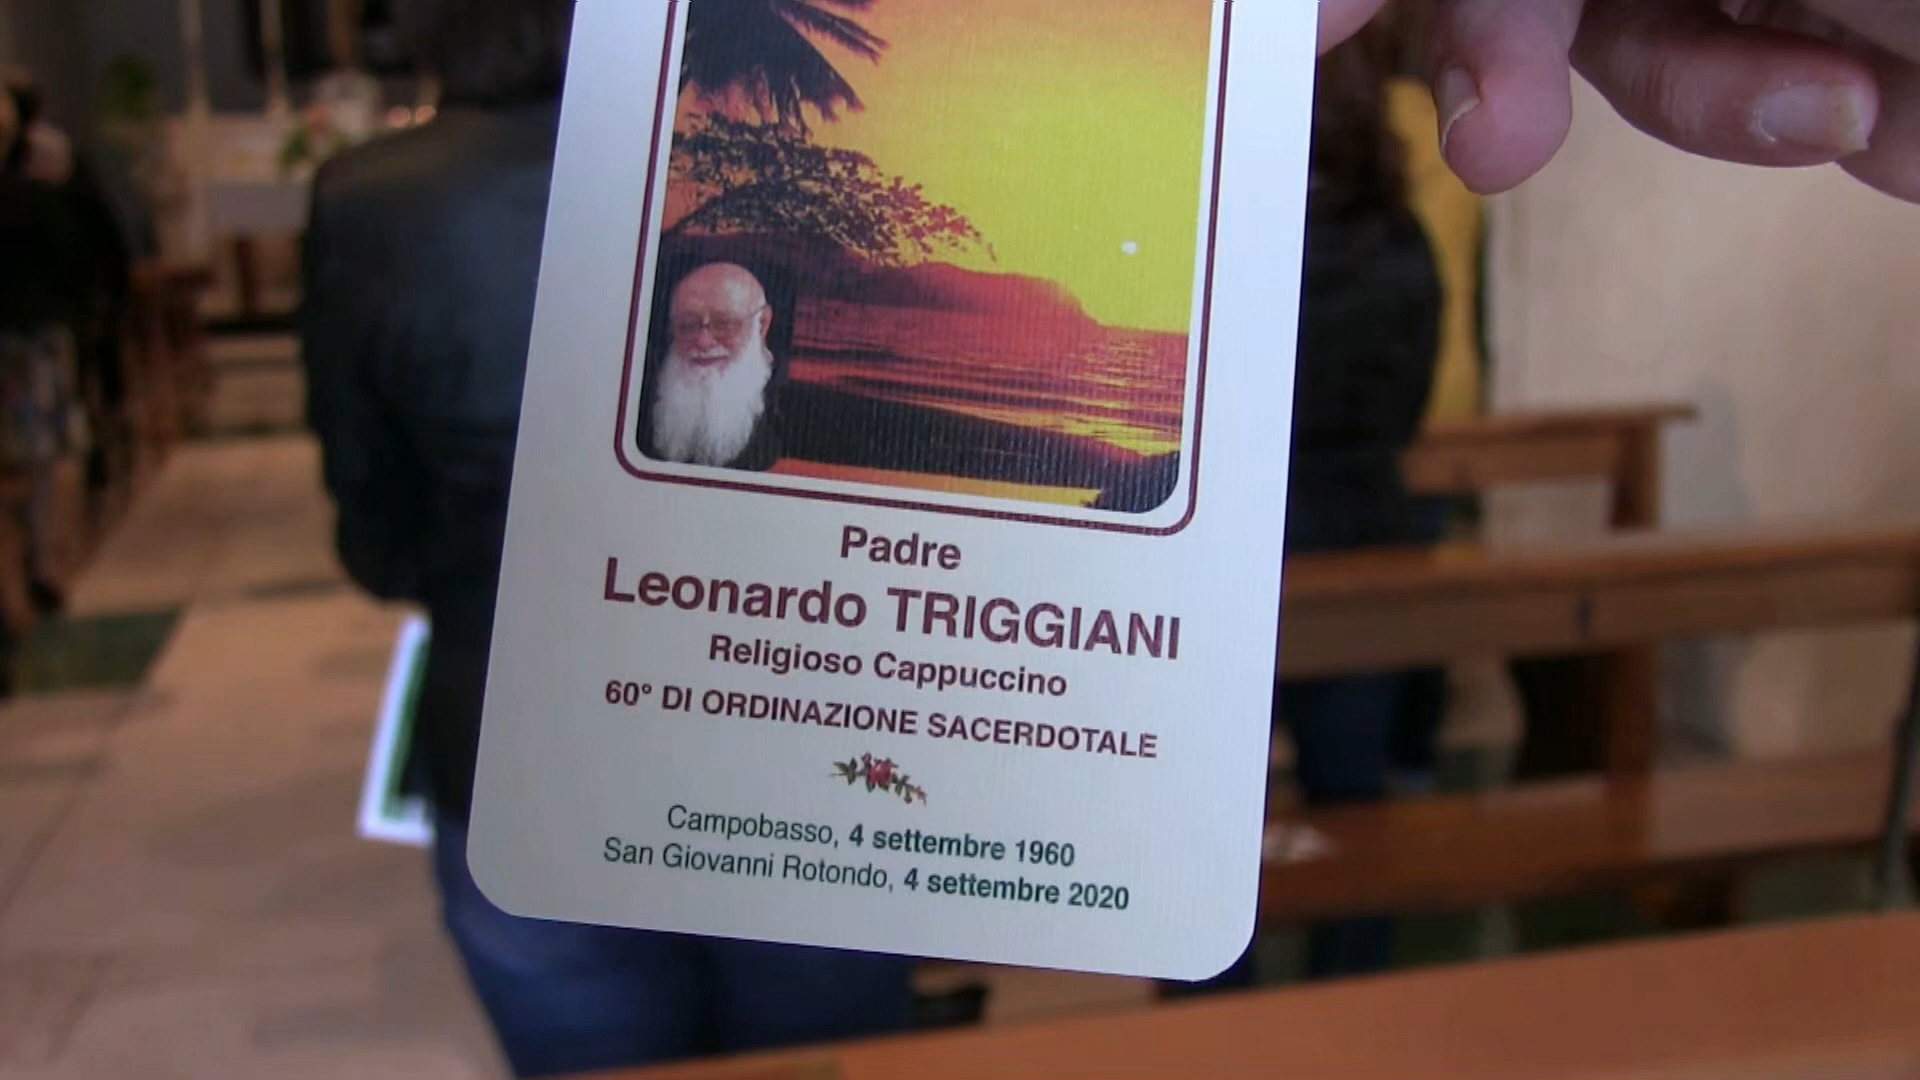 Padre
Leonardo TRIGGIANI
Religioso Cappuccino
60° DI ORDINAZIONE SACERDOTALE
Campobasso, 4 settembre 1960
San Giovanni Rotondo, 4 settembre 2020